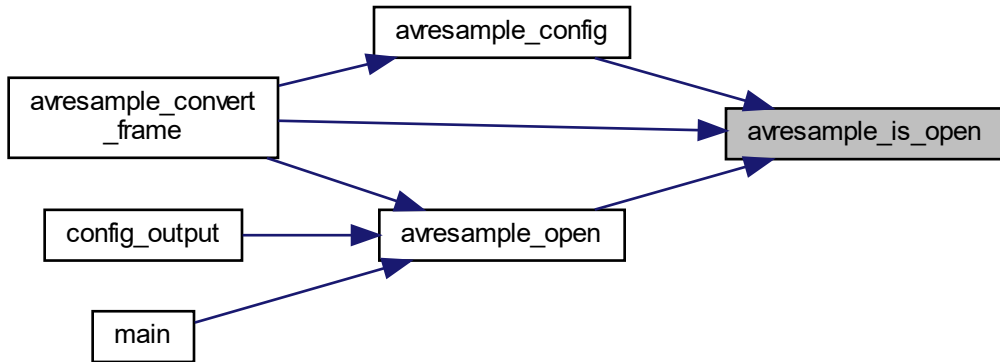 avresample_config
avresample_convert
_frame
avresample_is_open
config_output
avresample_open
main